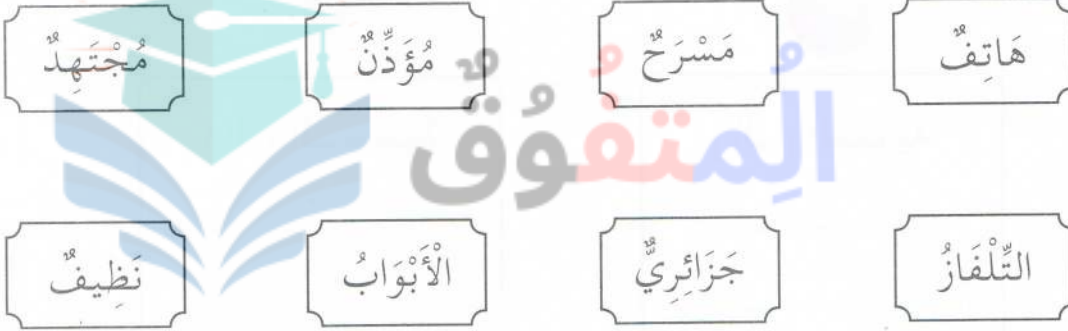 هَاتِفٌ مَسْرَحٌ مُؤَذِّنٌ مُجْتَهِدٌ
الْمُتَفَوِّقُ
التِّلْفَازُ جَزَائِرِيٌّ الْأَبْوَابُ نَظِيفٌ